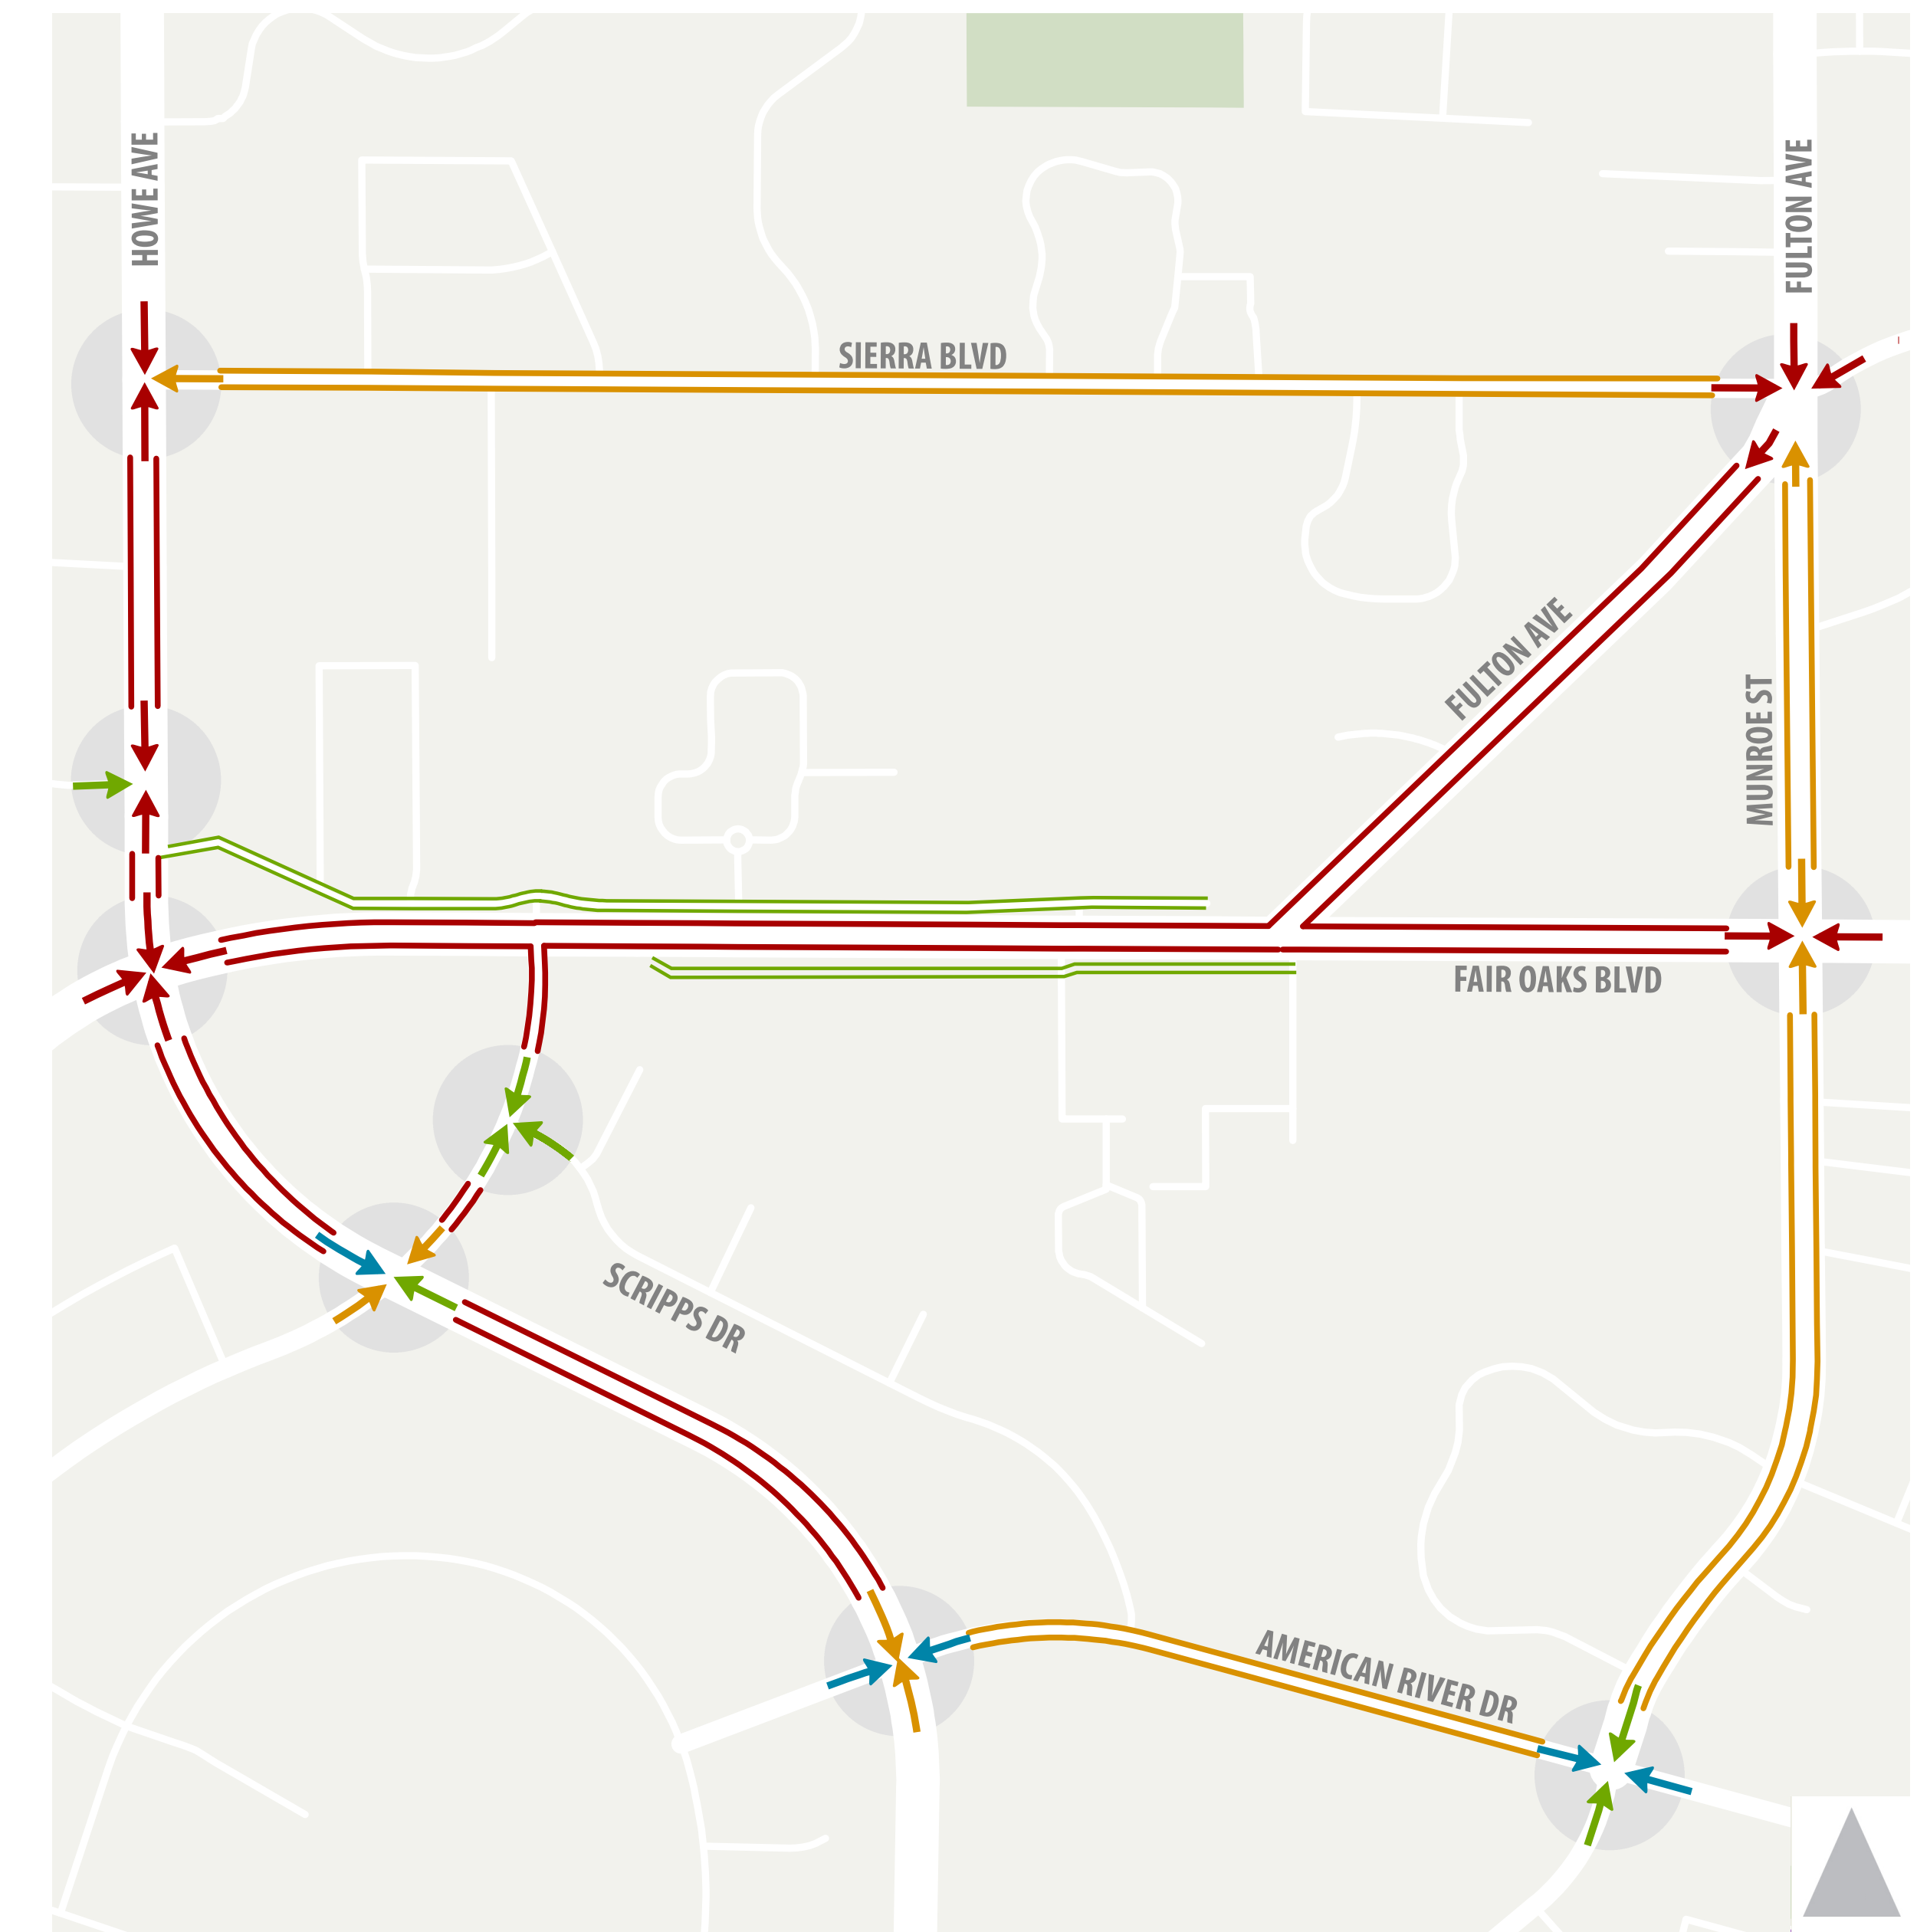 HOWE AVE
FULTON AVE
SIERRA BLVD
FULTON AVE
MUNROE ST
FAIR OAKS BLVD
SCRIPPS DR
AMERICAN RIVER DR